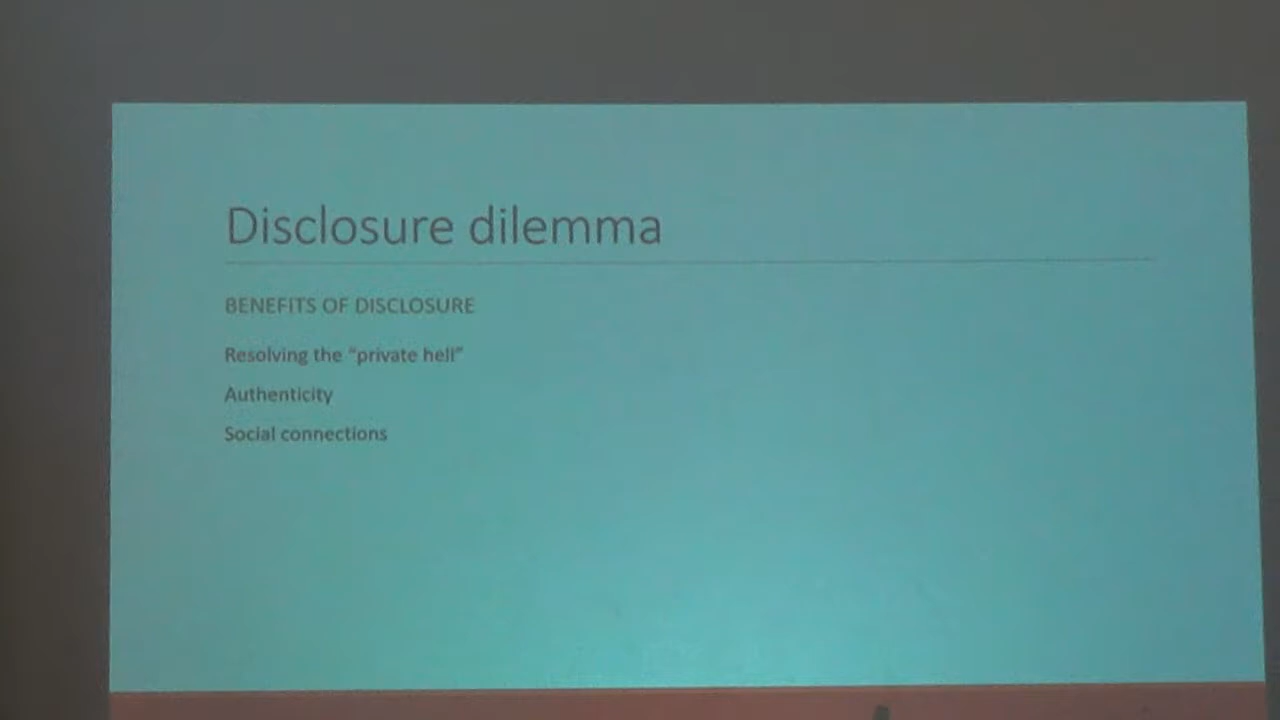 Disclosure dilemma
BENEFITS OF DISCLOSURE
Resolving the “private hell”
Authenticity
Social connections